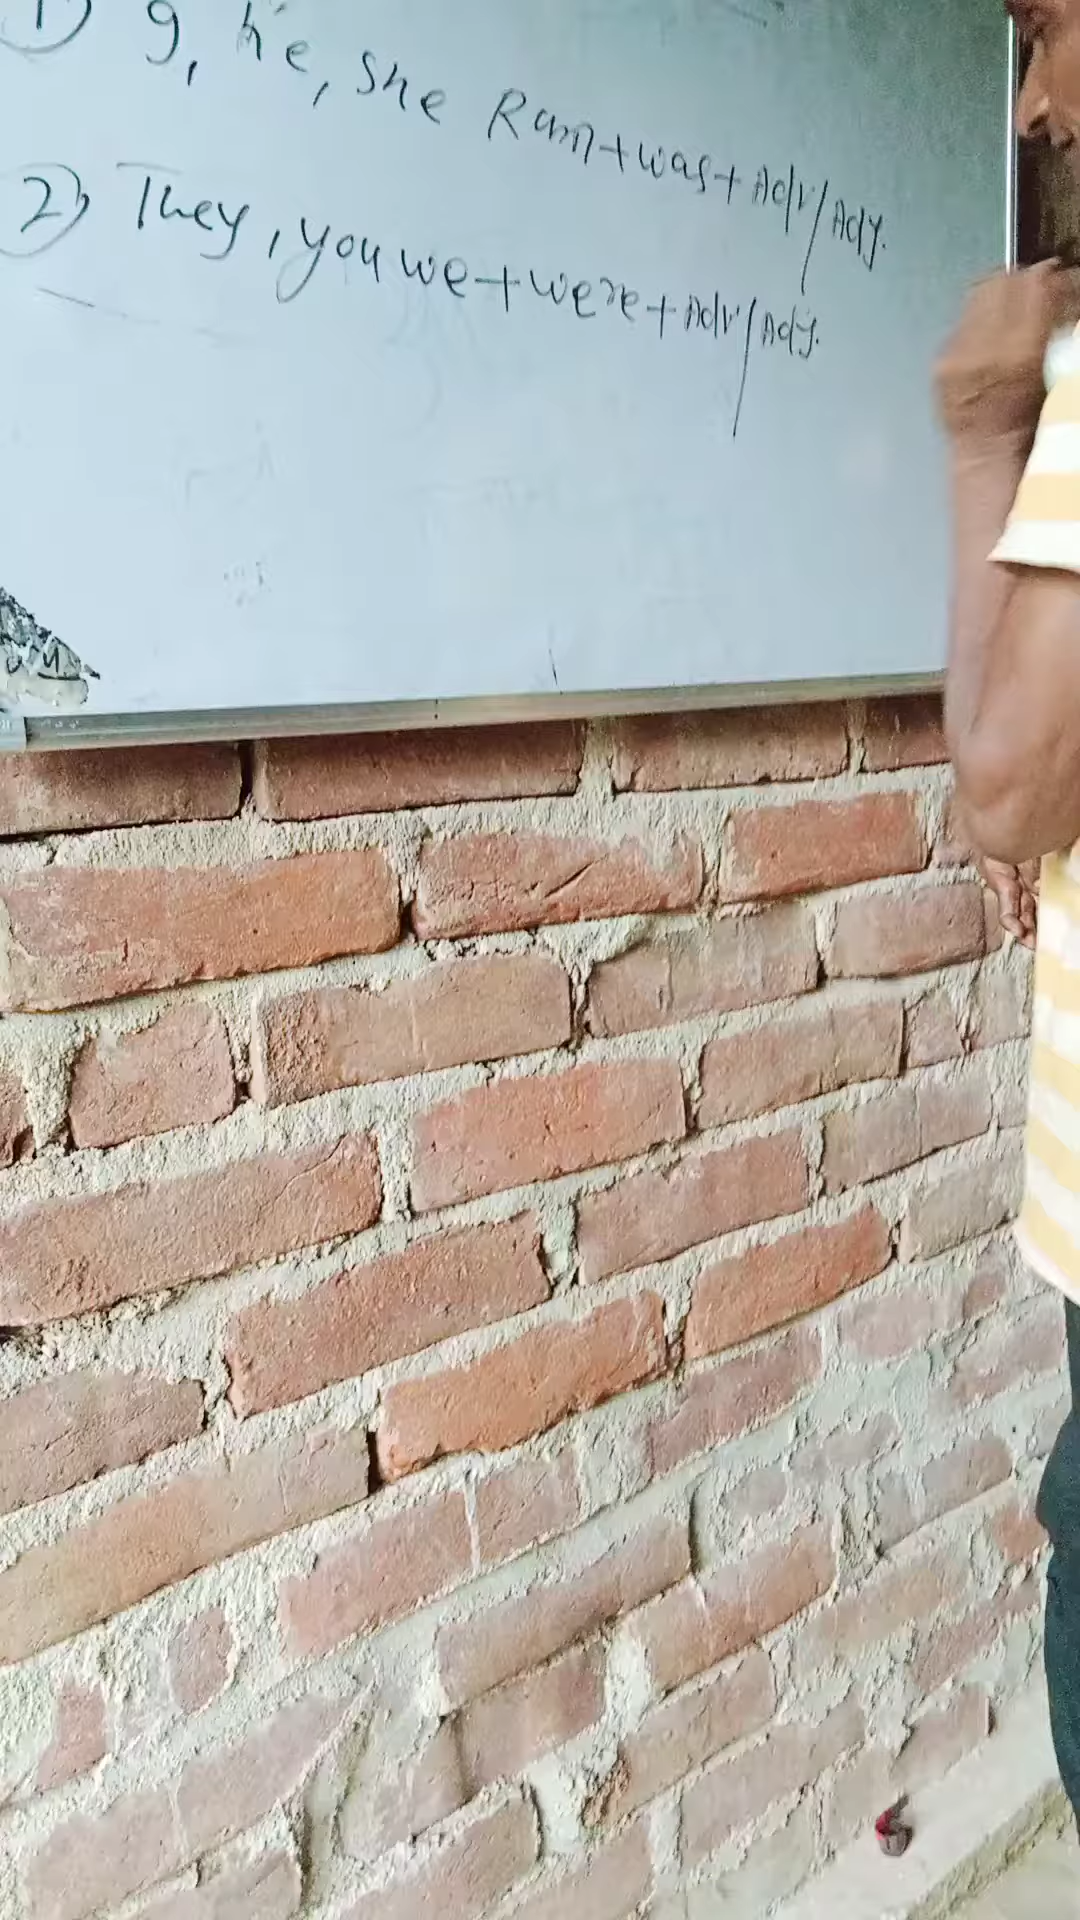 1) I, he, she Ram+was+Adv/Adj.
2) They, you we+were+Adv/Adj.